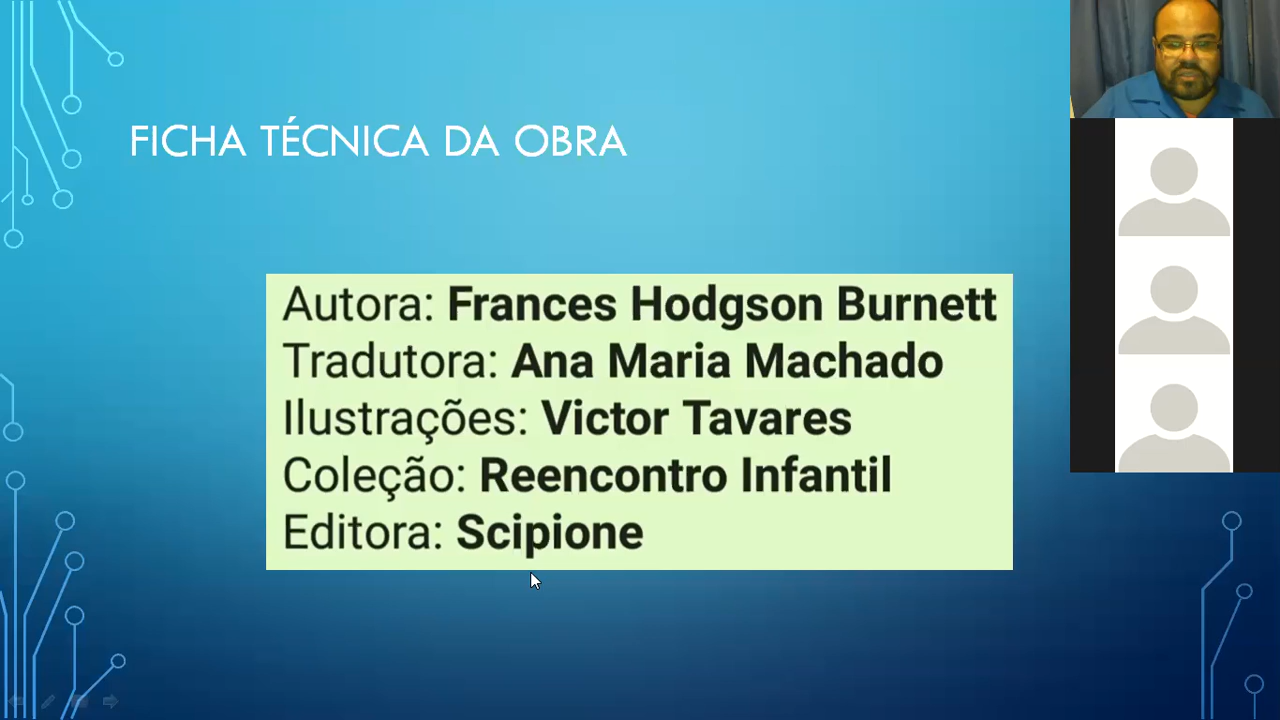 FICHA TÉCNICA DA OBRA
Autora: Frances Hodgson Burnett
Tradutora: Ana Maria Machado
Ilustrações: Victor Tavares
Coleção: Reencontro Infantil
Editora: Scipione